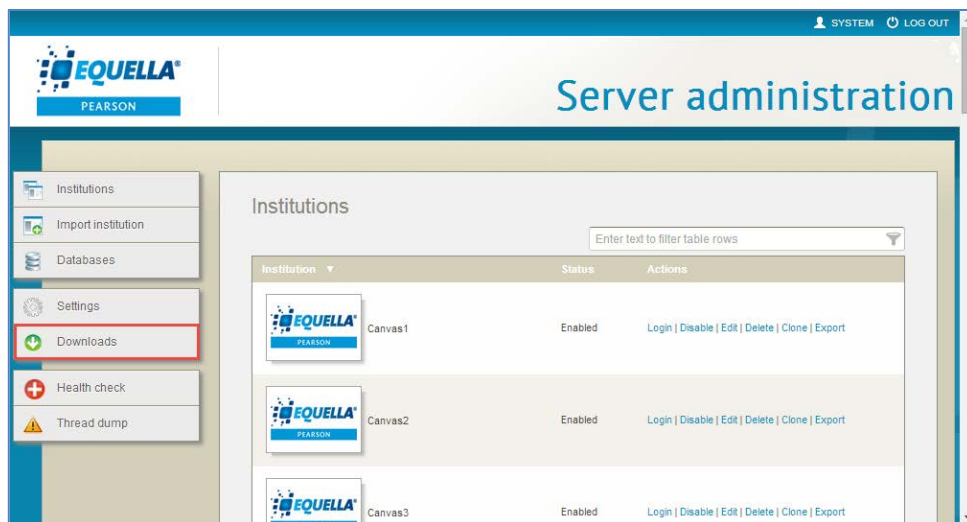 SYSTEM LOG OUT
EQUELLA®
PEARSON
Server administration
Institutions
Import institution
Databases
Settings
Downloads
Health check
Thread dump
Institutions
Enter text to filter table rows
Institution ▼ Status Actions
EQUELLA®
PEARSON
Canvas1 Enabled Login | Disable | Edit | Delete | Clone | Export
EQUELLA®
PEARSON
Canvas2 Enabled Login | Disable | Edit | Delete | Clone | Export
EQUELLA®
PEARSON
Canvas3 Enabled Login | Disable | Edit | Delete | Clone | Export